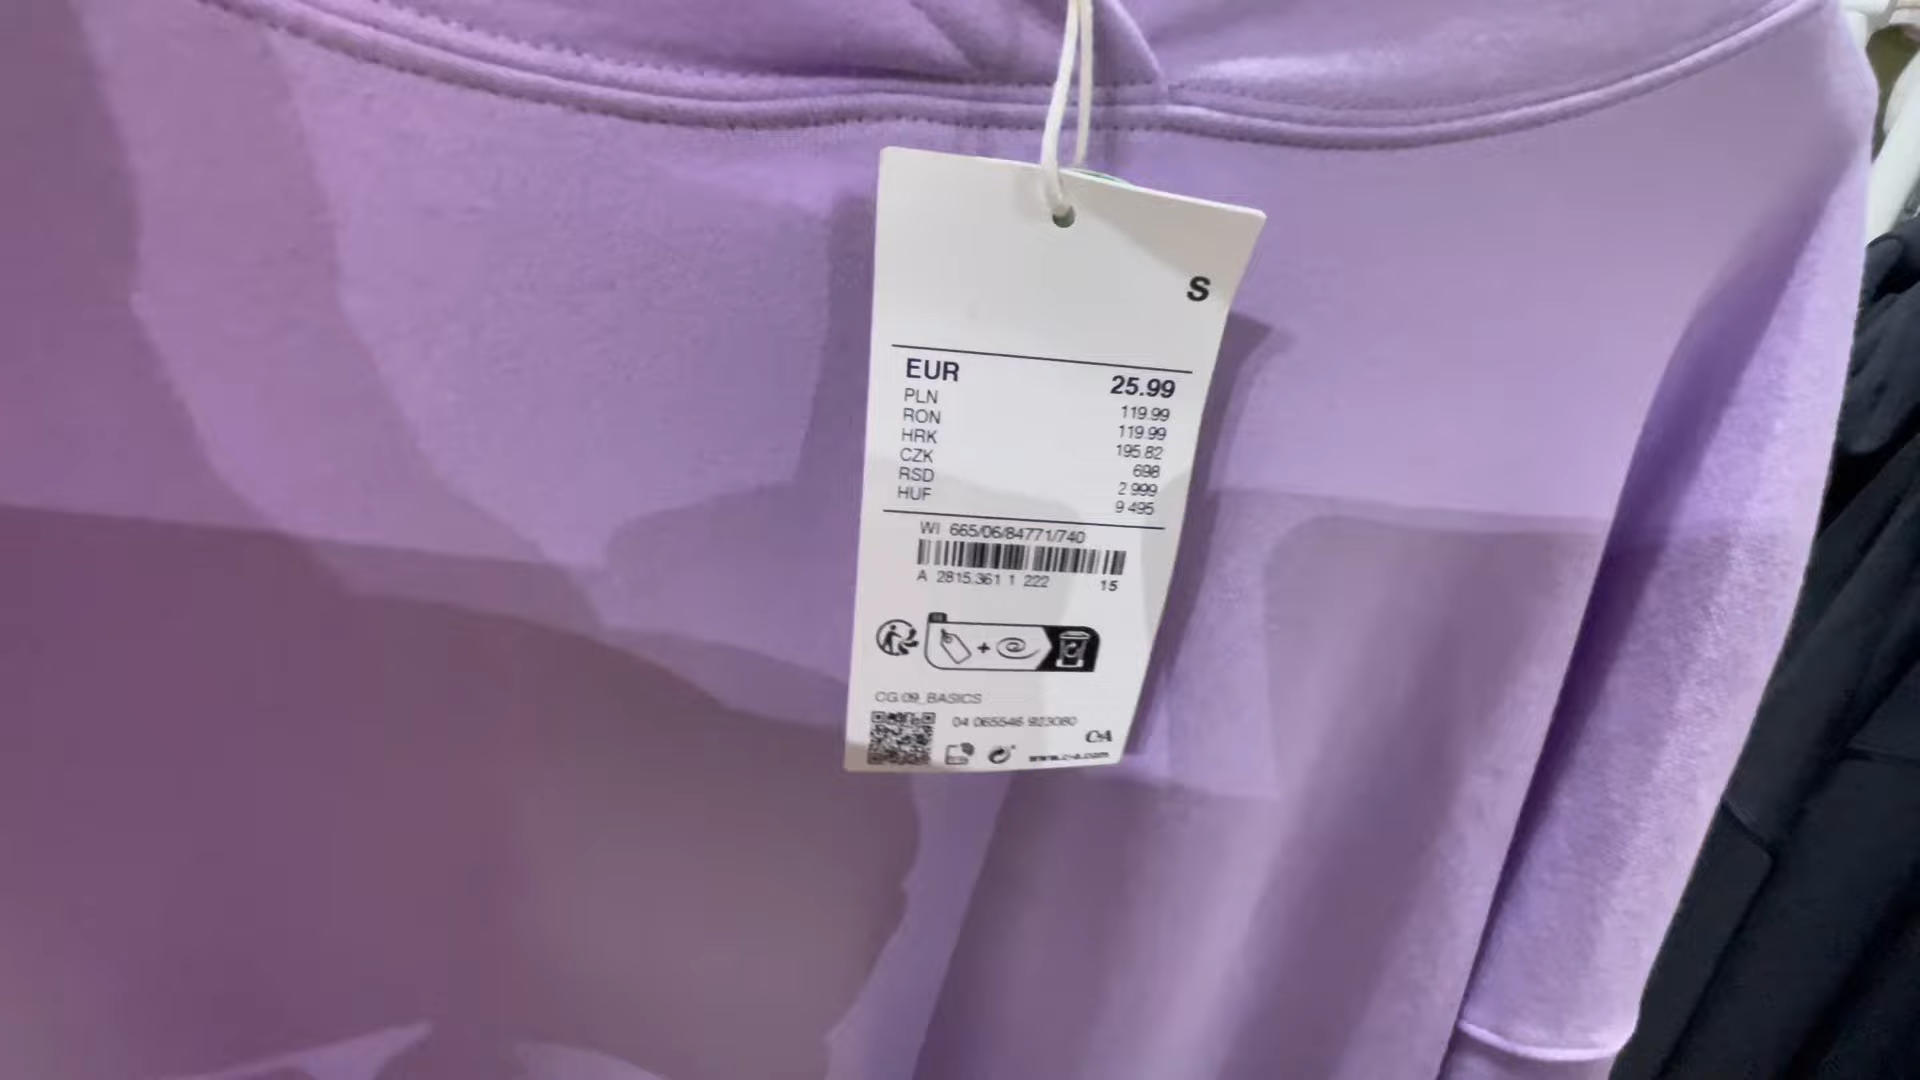 S
EUR 25.99
PLN 119.99
RON 119.99
HRK 195.82
CZK 698
RSD 2 999
HUF 9 495
WI 665/06/84771/740
A 2815.361 1 222 15
+
CG 09_BASICS
04 065546 923080
C&A
www.c-a.com